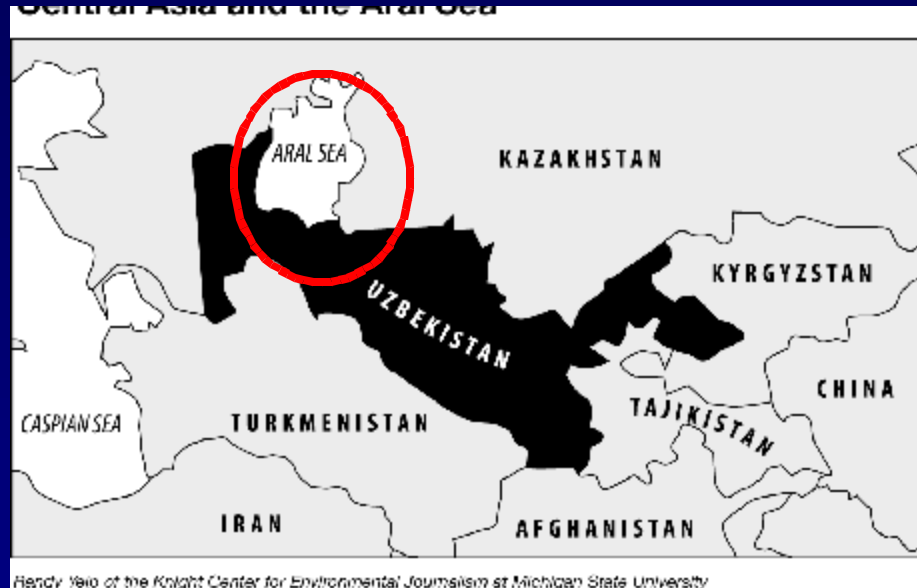 Central Asia and the Aral Sea
ARAL SEA
KAZAKHSTAN
KYRGYZSTAN
UZBEKISTAN
CHINA
TAJIKISTAN
CASPIAN SEA
TURKMENISTAN
IRAN
AFGHANISTAN
of the Knight Center for Environmental Journalism at Michigan State University